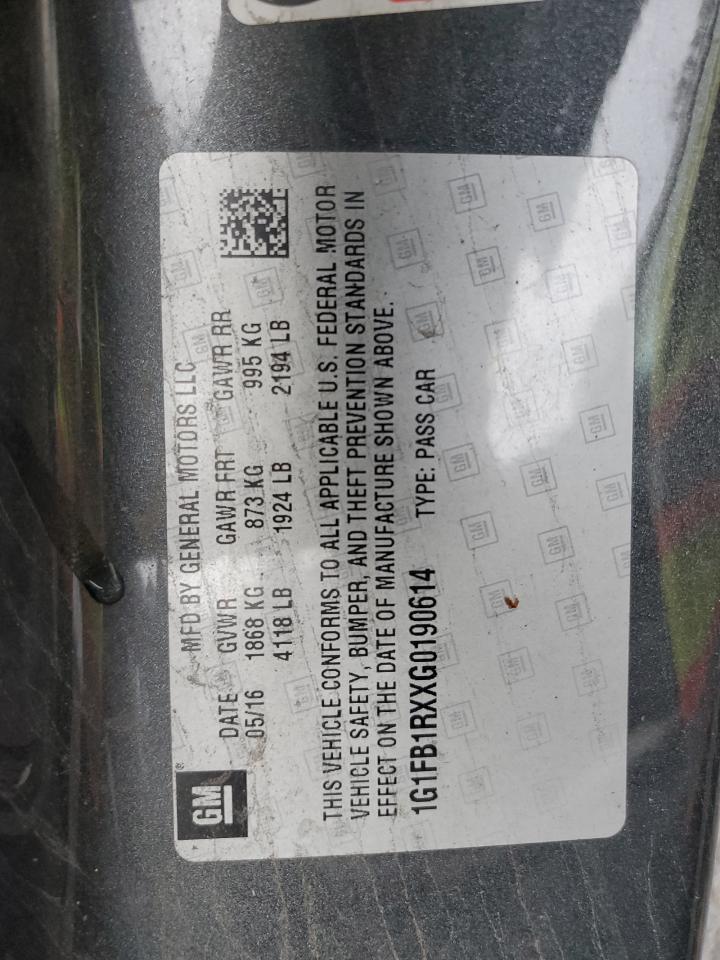 GM
MFD BY GENERAL MOTORS LLC
DATE GVWR GAWR FRT GAWR RR
05/16 1868 KG 873 KG 995 KG
4118 LB 1924 LB 2194 LB
THIS VEHICLE CONFORMS TO ALL APPLICABLE U.S. FEDERAL MOTOR
VEHICLE SAFETY, BUMPER, AND THEFT PREVENTION STANDARDS IN
EFFECT ON THE DATE OF MANUFACTURE SHOWN ABOVE.
1G1FB1RXXG0190614 TYPE: PASS CAR